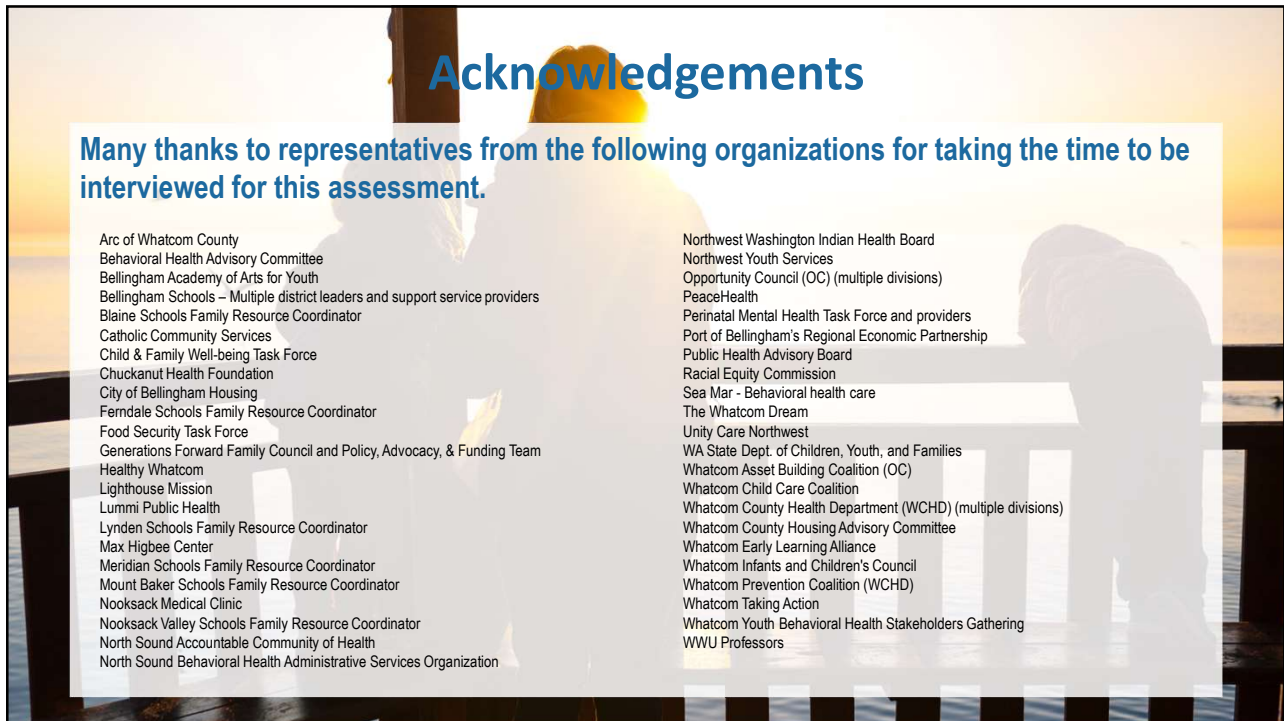 Acknowledgements
Many thanks to representatives from the following organizations for taking the time to be
interviewed for this assessment.
Arc of Whatcom County
Behavioral Health Advisory Committee
Bellingham Academy of Arts for Youth
Bellingham Schools – Multiple district leaders and support service providers
Blaine Schools Family Resource Coordinator
Catholic Community Services
Child & Family Well-being Task Force
Chuckanut Health Foundation
City of Bellingham Housing
Ferndale Schools Family Resource Coordinator
Food Security Task Force
Generations Forward Family Council and Policy, Advocacy, & Funding Team
Healthy Whatcom
Lighthouse Mission
Lummi Public Health
Lynden Schools Family Resource Coordinator
Max Higbee Center
Meridian Schools Family Resource Coordinator
Mount Baker Schools Family Resource Coordinator
Nooksack Medical Clinic
Nooksack Valley Schools Family Resource Coordinator
North Sound Accountable Community of Health
North Sound Behavioral Health Administrative Services Organization
Northwest Washington Indian Health Board
Northwest Youth Services
Opportunity Council (OC) (multiple divisions)
PeaceHealth
Perinatal Mental Health Task Force and providers
Port of Bellingham’s Regional Economic Partnership
Public Health Advisory Board
Racial Equity Commission
Sea Mar - Behavioral health care
The Whatcom Dream
Unity Care Northwest
WA State Dept. of Children, Youth, and Families
Whatcom Asset Building Coalition (OC)
Whatcom Child Care Coalition
Whatcom County Health Department (WCHD) (multiple divisions)
Whatcom County Housing Advisory Committee
Whatcom Early Learning Alliance
Whatcom Infants and Children's Council
Whatcom Prevention Coalition (WCHD)
Whatcom Taking Action
Whatcom Youth Behavioral Health Stakeholders Gathering
WWU Professors